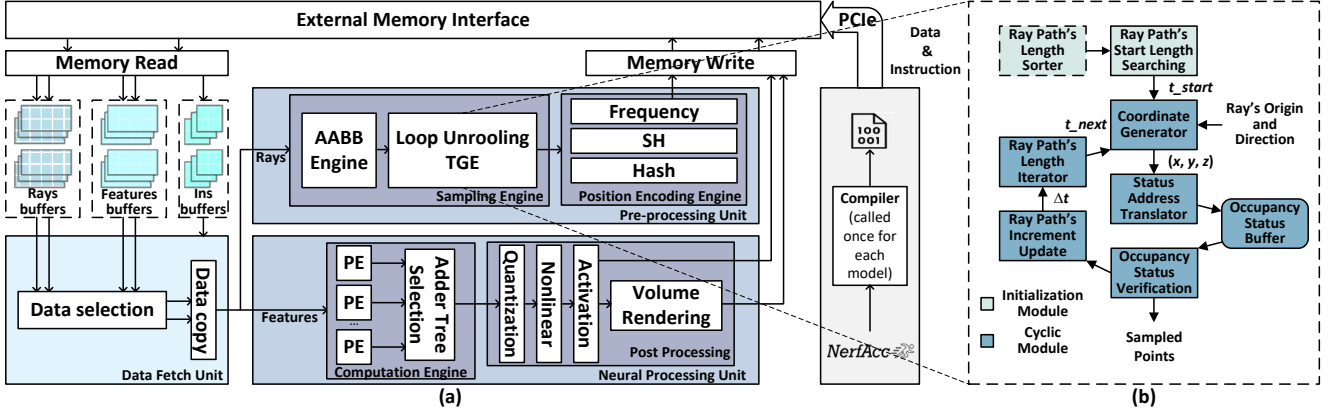 External Memory Interface
PCIe
Memory Read
Memory Write
Data
&
Instruction
Rays
buffers
Features
buffers
Ins
buffers
Rays
AABB
Engine
Loop Unrooling
TGE
Sampling Engine
Frequency
SH
Hash
Position Encoding Engine
Pre-processing Unit
Data selection
Data copy
Data Fetch Unit
Features
PE
PE
...
PE
Adder Tree
Selection
Computation Engine
Quantization
Nonlinear
Activation
Volume
Rendering
Post Processing
Neural Processing Unit
100
001
Compiler
(called
once for
each
model)
NerfAcc
(a)
Ray Path's
Length
Sorter
Ray Path's
Start Length
Searching
t_start
t_next
Coordinate
Generator
Ray's Origin
and
Direction
Ray Path's
Length
Iterator
(x, y, z)
Δt
Status
Address
Translator
Occupancy
Status
Buffer
Ray Path's
Increment
Update
Occupancy
Status
Verification
Initialization
Module
Cyclic
Module
Sampled
Points
(b)